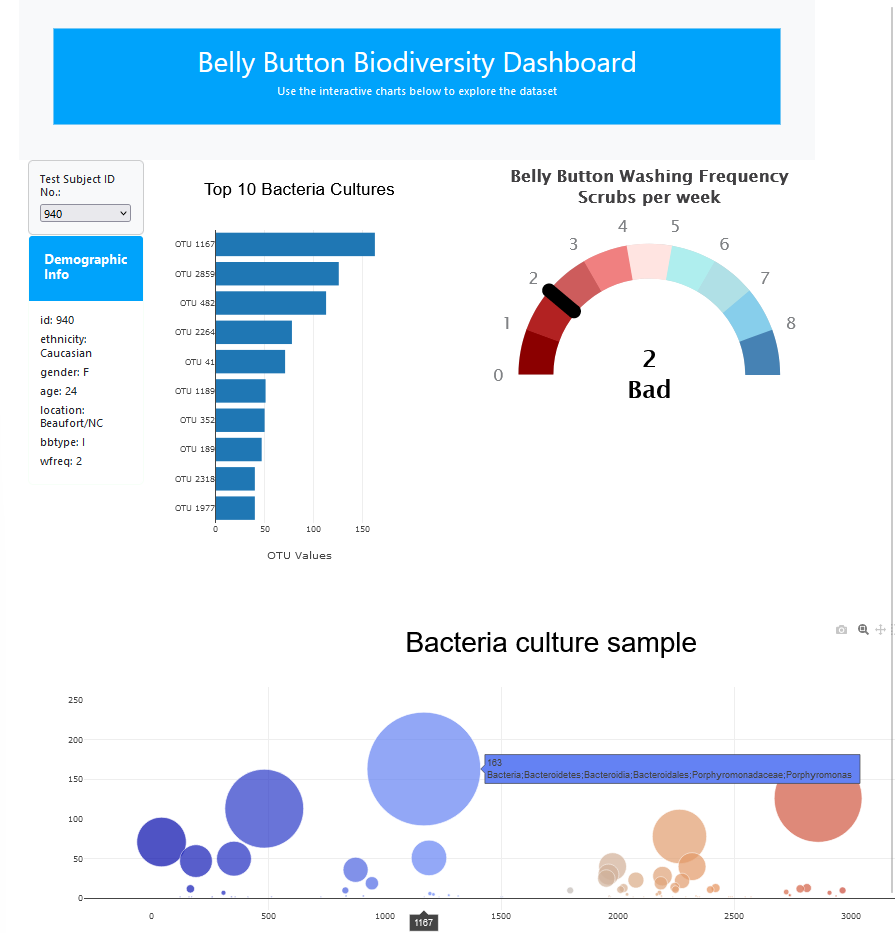 Belly Button Biodiversity Dashboard
Use the interactive charts below to explore the dataset
Test Subject ID
No.:
940
Demographic
Info
id: 940
ethnicity:
Caucasian
gender: F
age: 24
location:
Beaufort/NC
bbtype: I
wfreq: 2
Top 10 Bacteria Cultures
OTU 1167
OTU 2859
OTU 482
OTU 2264
OTU 41
OTU 1189
OTU 352
OTU 189
OTU 2318
OTU 1977
0 50 100 150
OTU Values
Belly Button Washing Frequency
Scrubs per week
0 1 2 3 4 5 6 7 8
2
Bad
Bacteria culture sample
250
200
150
100
50
0
163
Bacteria;Bacteroidetes;Bacteroidia;Bacteroidales;Porphyromonadaceae;Porphyromonas
0 500 1000 1500 2000 2500 3000
1167